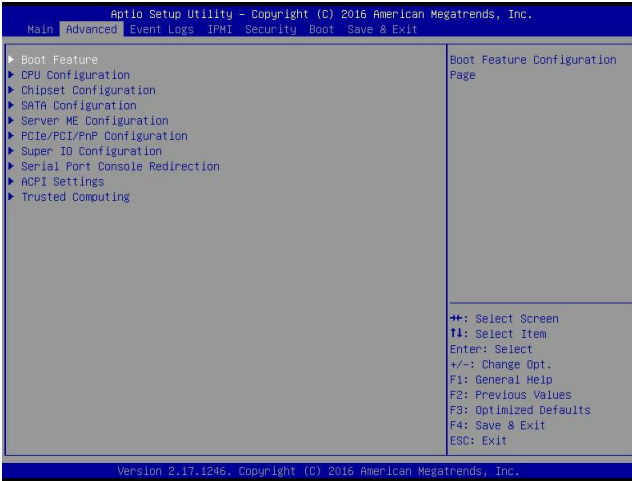 Aptio Setup Utility – Copyright (C) 2016 American Megatrends, Inc.
Main Advanced Event Logs IPMI Security Boot Save & Exit
▶ Boot Feature
▶ CPU Configuration
▶ Chipset Configuration
▶ SATA Configuration
▶ Server ME Configuration
▶ PCIe/PCI/PnP Configuration
▶ Super IO Configuration
▶ Serial Port Console Redirection
▶ ACPI Settings
▶ Trusted Computing
Boot Feature Configuration
Page
→←: Select Screen
↑↓: Select Item
Enter: Select
+/-: Change Opt.
F1: General Help
F2: Previous Values
F3: Optimized Defaults
F4: Save & Exit
ESC: Exit
Version 2.17.1246. Copyright (C) 2016 American Megatrends, Inc.